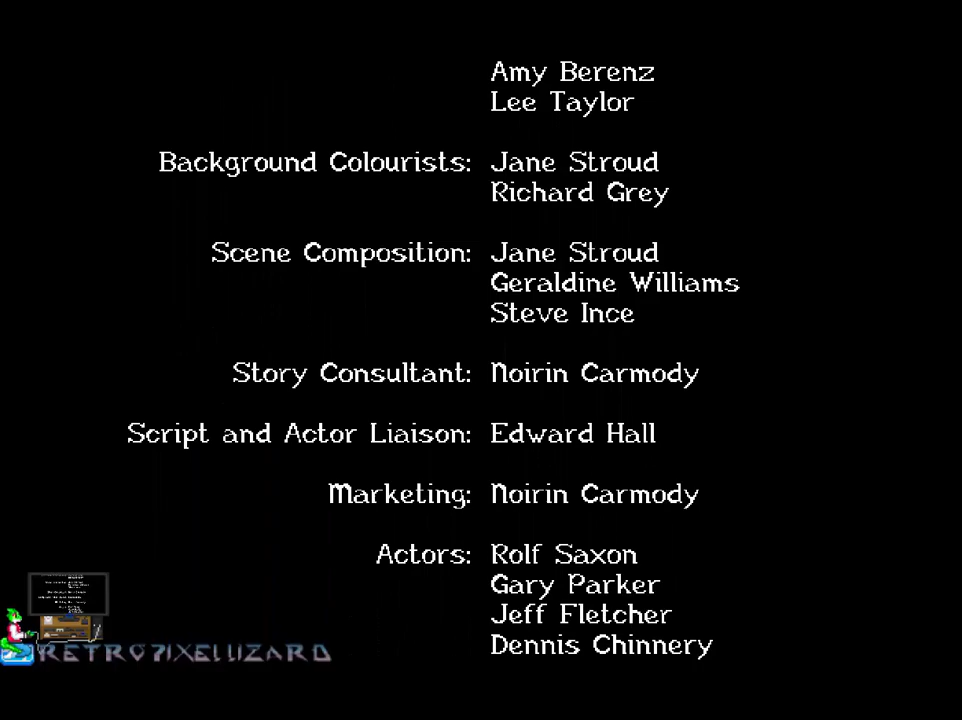 Amy Berenz
Lee Taylor
Background Colourists: Jane Stroud
Richard Grey
Scene Composition: Jane Stroud
Geraldine Williams
Steve Ince
Story Consultant: Noirin Carmody
Script and Actor Liaison: Edward Hall
Marketing: Noirin Carmody
Actors: Rolf Saxon
Gary Parker
Jeff Fletcher
Dennis Chinnery
RETROPIXELLIZARD